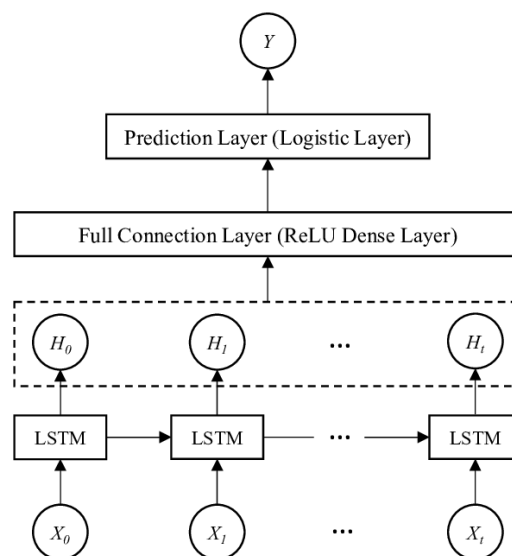 Y
Prediction Layer (Logistic Layer)
Full Connection Layer (ReLU Dense Layer)
H₀ H₁ ... Hₜ
LSTM LSTM ... LSTM
X₀ X₁ ... Xₜ